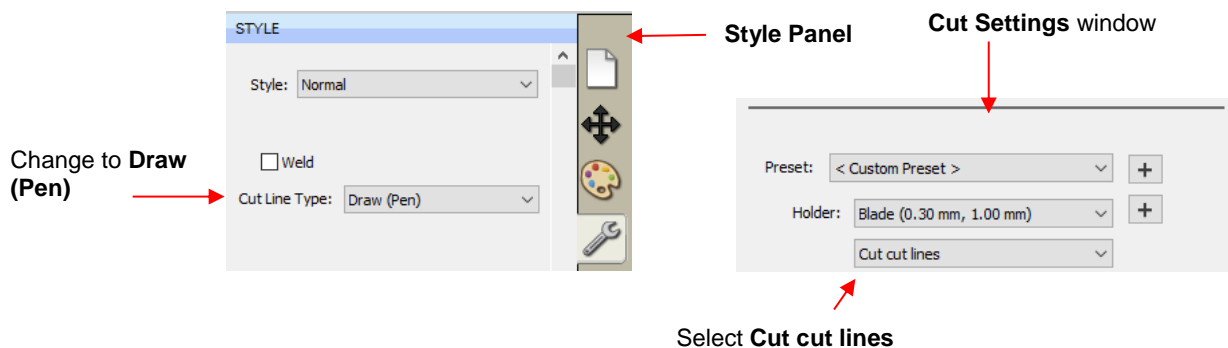 STYLE
Style: Normal
Weld
Cut Line Type: Draw (Pen)
Change to Draw
(Pen)
Style Panel
Cut Settings window
Preset: < Custom Preset >
Holder: Blade (0.30 mm, 1.00 mm)
Cut cut lines
Select Cut cut lines